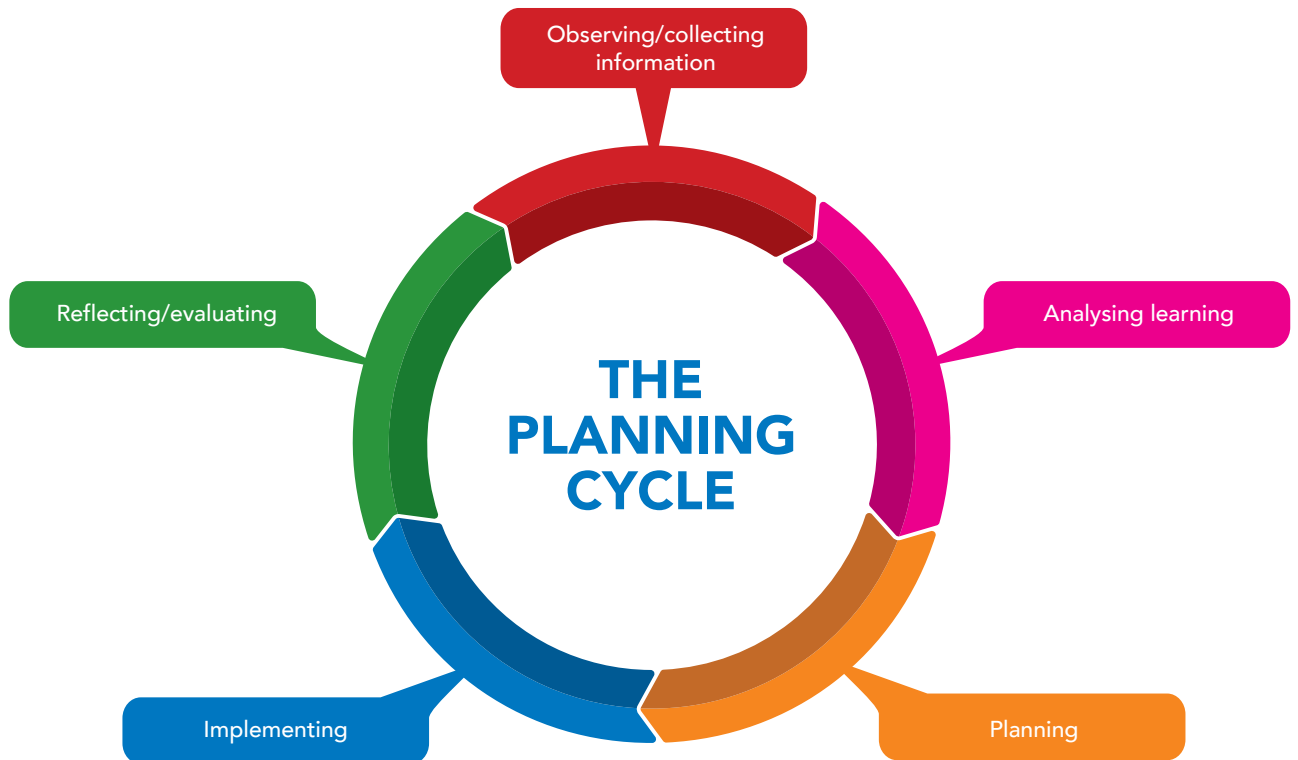 Observing/collecting
information
Analysing learning
Planning
Implementing
Reflecting/evaluating
THE
PLANNING
CYCLE